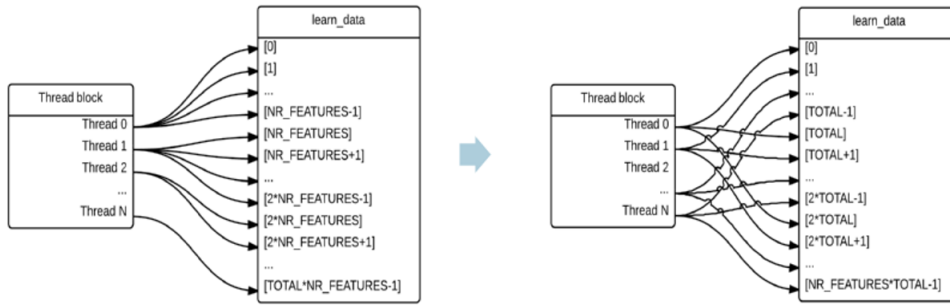 learn_data
[0]
[1]
...
[NR_FEATURES-1]
[NR_FEATURES]
[NR_FEATURES+1]
...
[2*NR_FEATURES-1]
[2*NR_FEATURES]
[2*NR_FEATURES+1]
...
[TOTAL*NR_FEATURES-1]
Thread block
Thread 0
Thread 1
Thread 2
...
Thread N
learn_data
[0]
[1]
...
[TOTAL-1]
[TOTAL]
[TOTAL+1]
...
[2*TOTAL-1]
[2*TOTAL]
[2*TOTAL+1]
...
[NR_FEATURES*TOTAL-1]
Thread block
Thread 0
Thread 1
Thread 2
...
Thread N